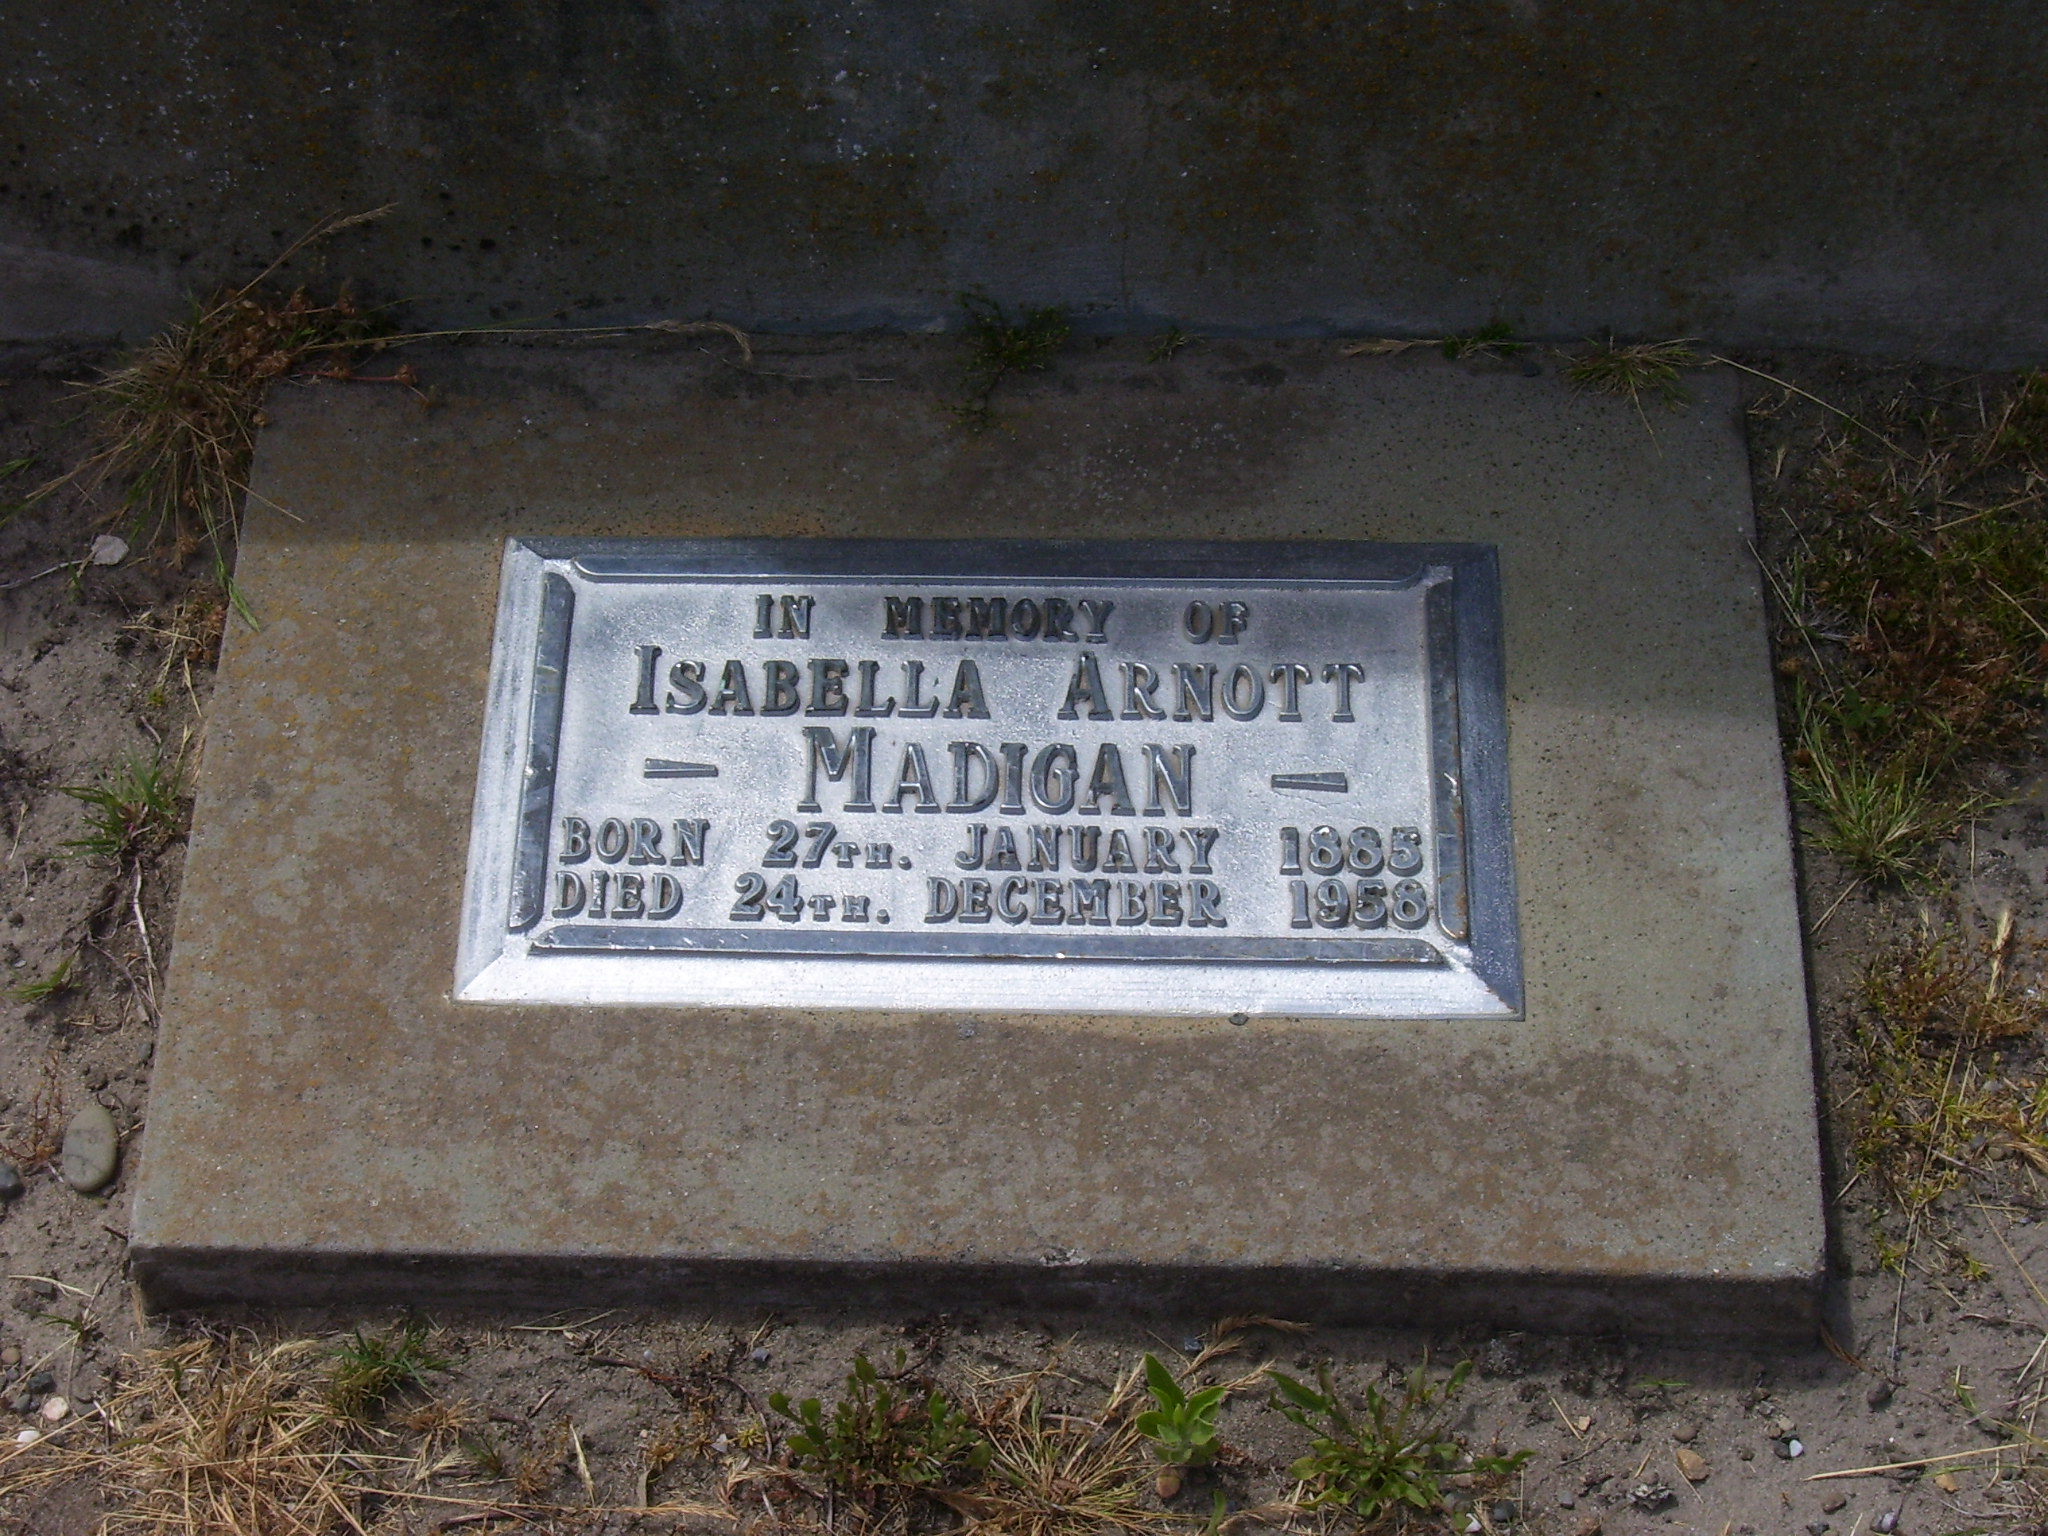 IN MEMORY OF
ISABELLA ARNOTT
— MADIGAN —
BORN 27TH. JANUARY 1885
DIED 24TH. DECEMBER 1958